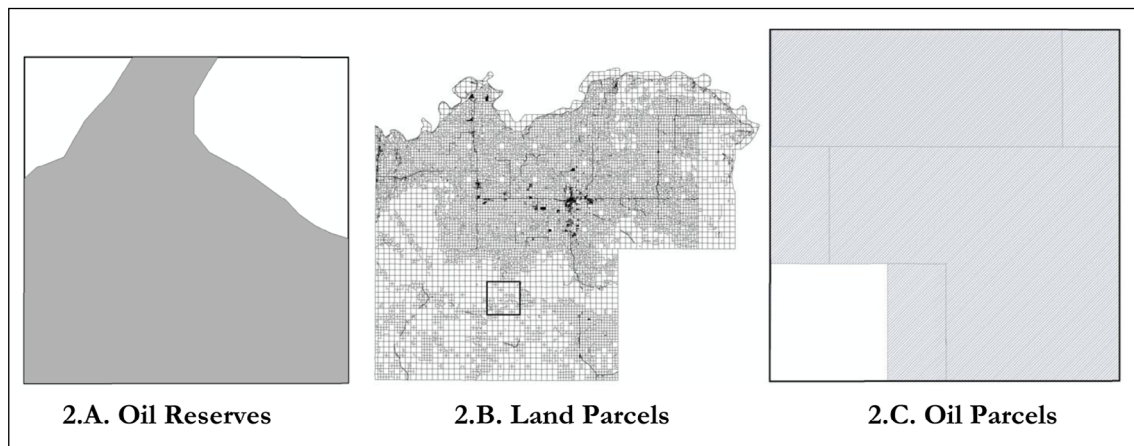 2.A. Oil Reserves
2.B. Land Parcels
2.C. Oil Parcels